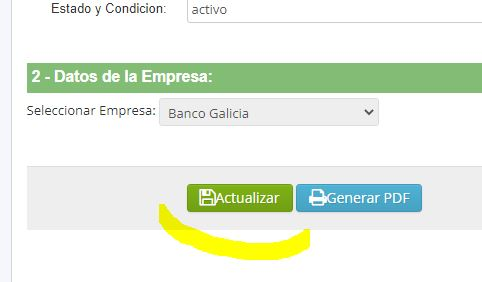 Estado y Condicion: activo
2 - Datos de la Empresa:
Seleccionar Empresa: Banco Galicia
Actualizar Generar PDF